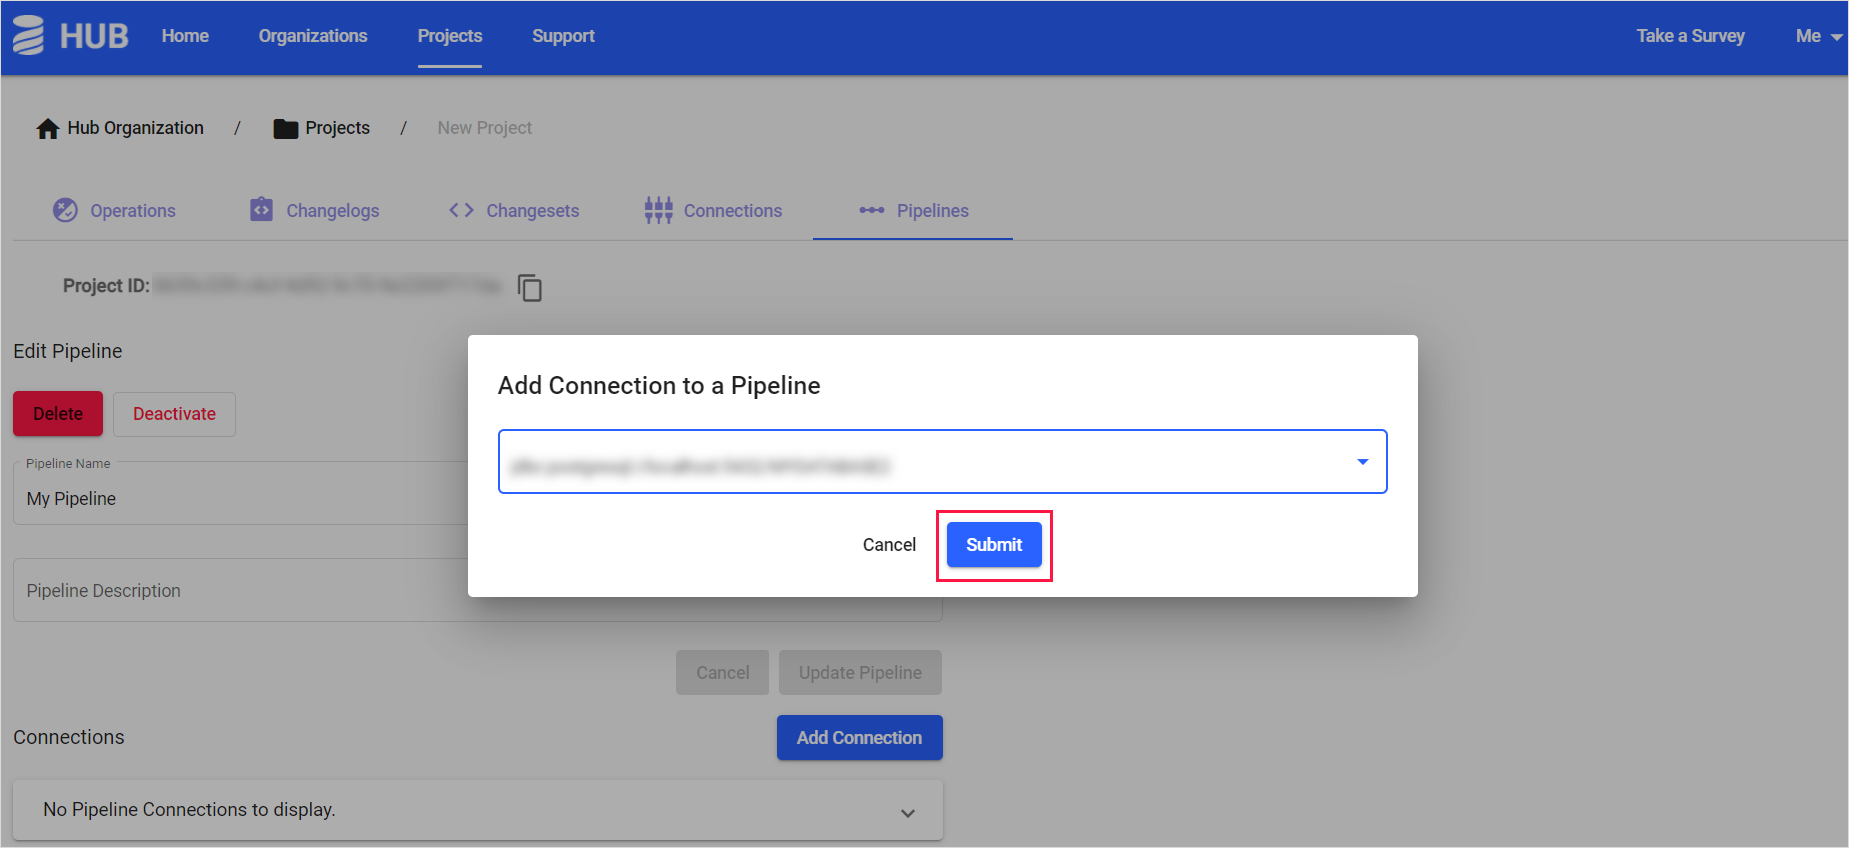 HUB Home Organizations Projects Support Take a Survey Me
Hub Organization / Projects / New Project
Operations Changelogs Changesets Connections Pipelines
Project ID:
Edit Pipeline
Delete Deactivate
Pipeline Name
My Pipeline
Pipeline Description
Cancel Update Pipeline
Connections Add Connection
No Pipeline Connections to display.
Add Connection to a Pipeline
Cancel Submit